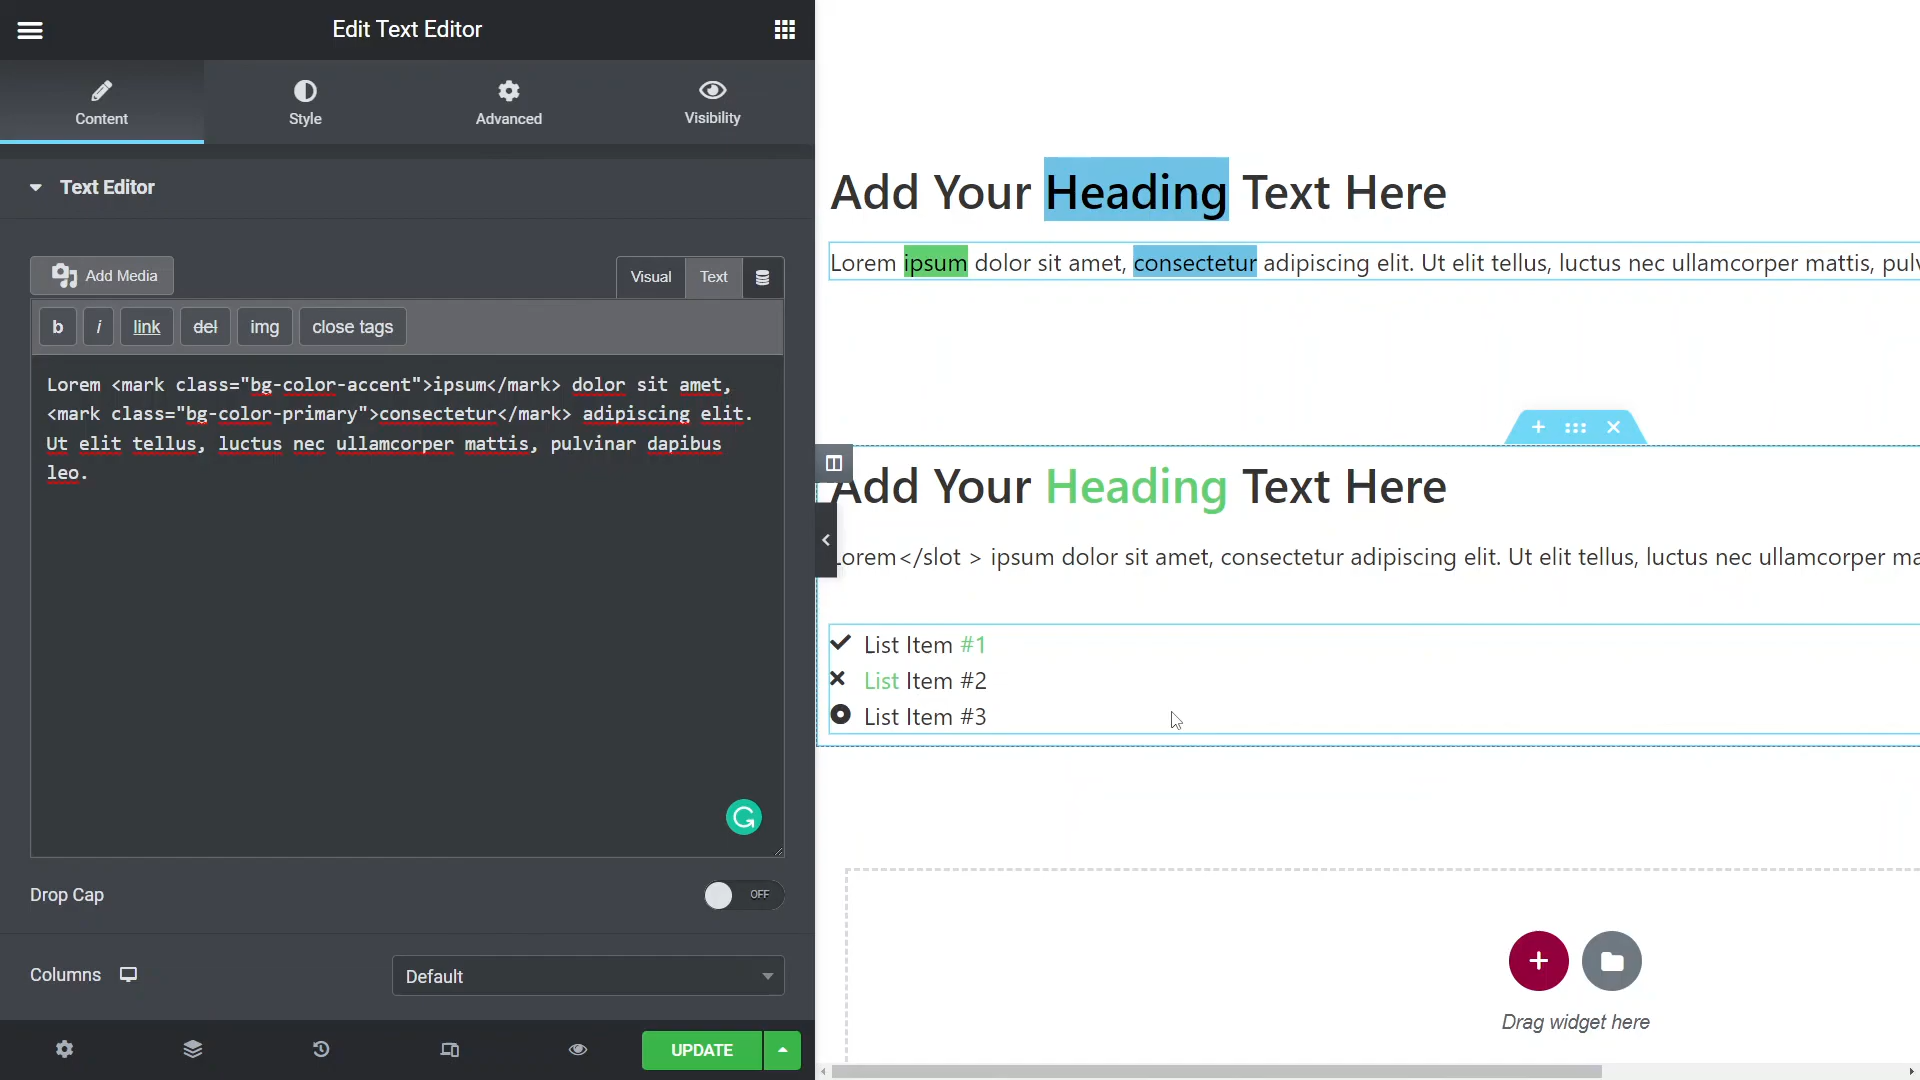 Edit Text Editor
Content
Style
Advanced
Visibility
Text Editor
Add Media
Visual
Text
b
i
link
del
img
close tags
Lorem <mark class="bg-color-accent">ipsum</mark> dolor sit amet,
<mark class="bg-color-primary">consectetur</mark> adipiscing elit.
Ut elit tellus, luctus nec ullamcorper mattis, pulvinar dapibus
leo.
Drop Cap
OFF
Columns
Default
UPDATE
Add Your Heading Text Here
Lorem ipsum dolor sit amet, consectetur adipiscing elit. Ut elit tellus, luctus nec ullamcorper mattis, pulv
Add Your Heading Text Here
Lorem</slot > ipsum dolor sit amet, consectetur adipiscing elit. Ut elit tellus, luctus nec ullamcorper ma
List Item #1
List Item #2
List Item #3
Drag widget here